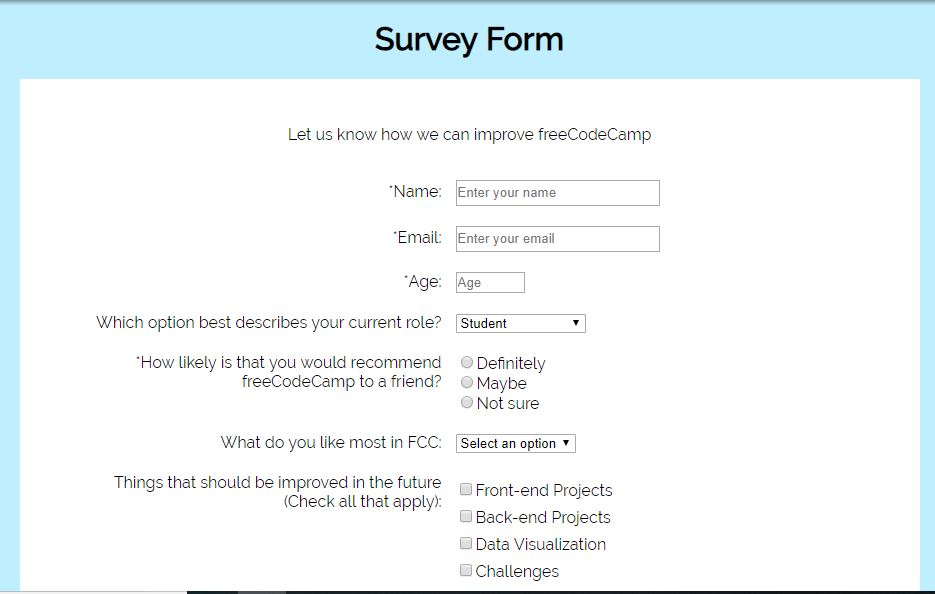 Survey Form
Let us know how we can improve freeCodeCamp
*Name: Enter your name
*Email: Enter your email
*Age: Age
Which option best describes your current role? Student
*How likely is that you would recommend
freeCodeCamp to a friend?
Definitely
Maybe
Not sure
What do you like most in FCC: Select an option
Things that should be improved in the future
(Check all that apply):
Front-end Projects
Back-end Projects
Data Visualization
Challenges